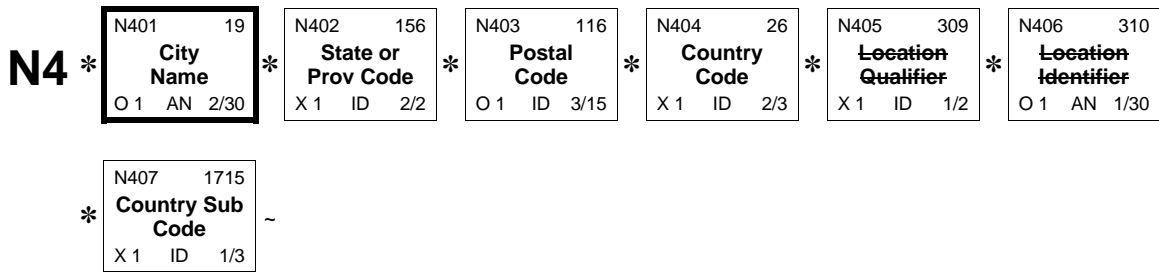 N401 19 N402 156 N403 116 N404 26 N405 309 N406 310
N4 * City Name * State or Prov Code * Postal Code * Country Code * Location Qualifier * Location Identifier
O 1 AN 2/30 X 1 ID 2/2 O 1 ID 3/15 X 1 ID 2/3 X 1 ID 1/2 O 1 AN 1/30
N407 1715
* Country Sub Code ~
X 1 ID 1/3